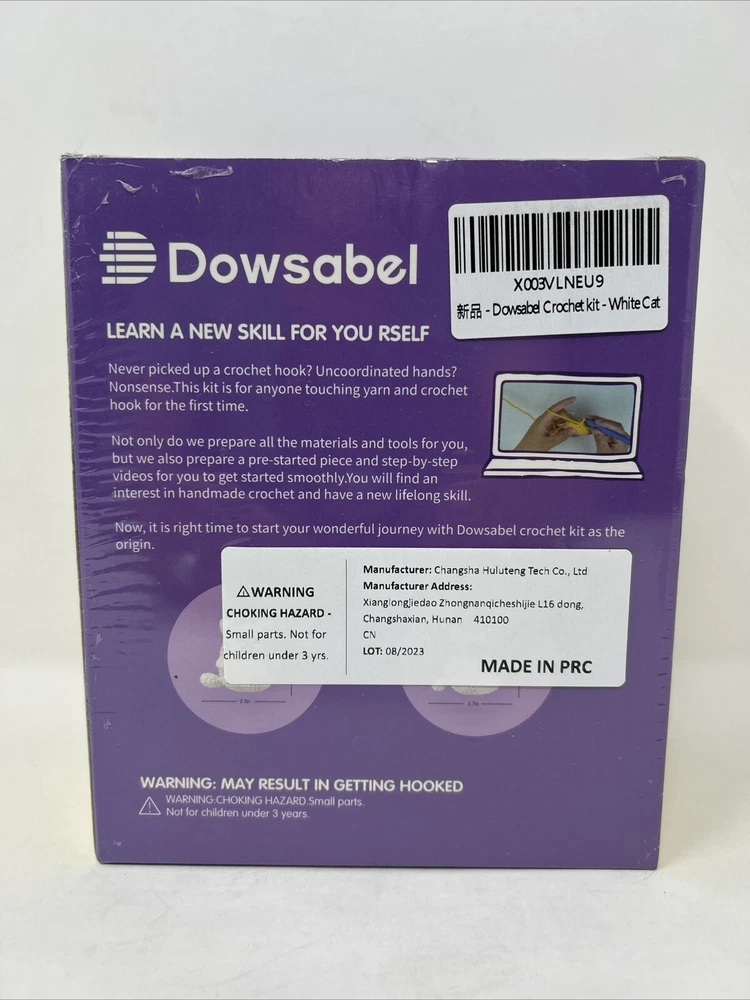 Dowsabel
X003VLNEU9
新品 - Dowsabel Crochet kit - White Cat
LEARN A NEW SKILL FOR YOU RSELF
Never picked up a crochet hook? Uncoordinated hands?
Nonsense.This kit is for anyone touching yarn and crochet
hook for the first time.
Not only do we prepare all the materials and tools for you,
but we also prepare a pre-started piece and step-by-step
videos for you to get started smoothly.You will find an
interest in handmade crochet and have a new lifelong skill.
Now, it is right time to start your wonderful journey with Dowsabel crochet kit as the
origin.
⚠WARNING
CHOKING HAZARD -
Small parts. Not for
children under 3 yrs.
Manufacturer: Changsha Huluteng Tech Co., Ltd
Manufacturer Address:
XianglongJiedao Zhongnanqicheshijie L16 dong,
Changshaxian, Hunan 410100
CN
LOT: 08/2023
MADE IN PRC
WARNING: MAY RESULT IN GETTING HOOKED
WARNING:CHOKING HAZARD Small parts.
Not for children under 3 years.